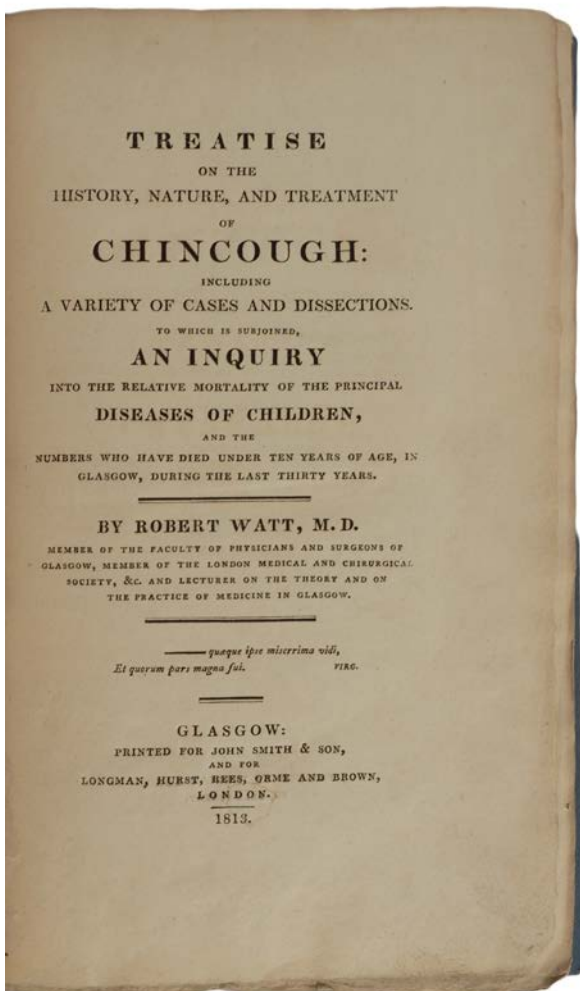 TREATISE
ON THE
HISTORY, NATURE, AND TREATMENT
OF
CHINCOUGH:
INCLUDING
A VARIETY OF CASES AND DISSECTIONS.
TO WHICH IS SUBJOINED,
AN INQUIRY
INTO THE RELATIVE MORTALITY OF THE PRINCIPAL
DISEASES OF CHILDREN,
AND THE
NUMBERS WHO HAVE DIED UNDER TEN YEARS OF AGE, IN
GLASGOW, DURING THE LAST THIRTY YEARS.
BY ROBERT WATT, M.D.
MEMBER OF THE FACULTY OF PHYSICIANS AND SURGEONS OF
GLASGOW, MEMBER OF THE LONDON MEDICAL AND CHIRURGICAL
SOCIETY, &c. AND LECTURER ON THE THEORY AND ON
THE PRACTICE OF MEDICINE IN GLASGOW.
——— quæque ipse miserrima vidi,
Et quorum pars magna fui. VIRG.
GLASGOW:
PRINTED FOR JOHN SMITH & SON,
AND FOR
LONGMAN, HURST, REES, ORME AND BROWN,
LONDON.
1813.